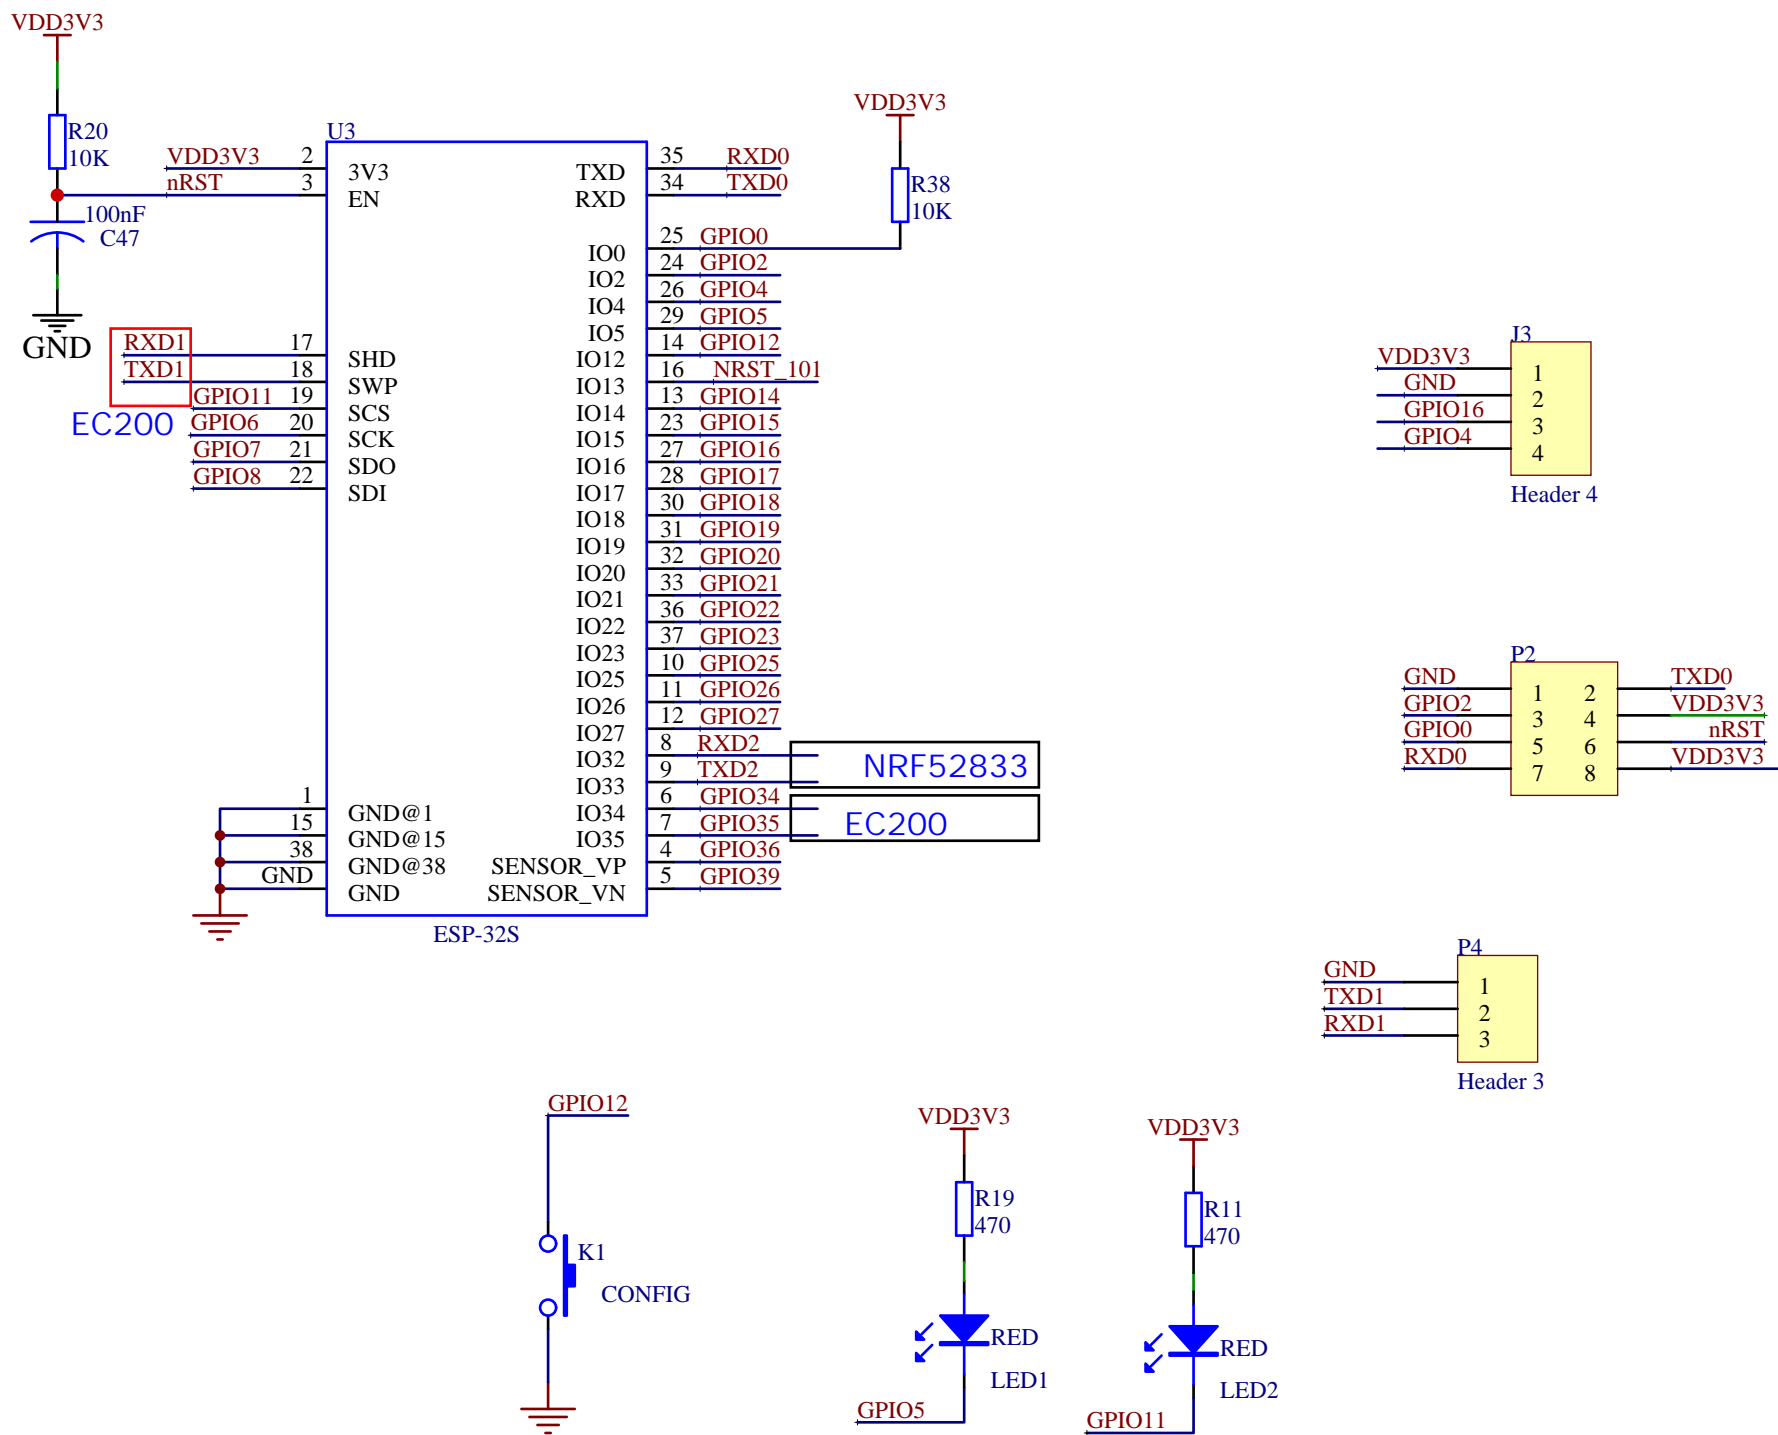 VDD3V3
R20
10K
100nF
C47
GND
U3
VDD3V3 2 3V3
nRST 3 EN
RXD1 17 SHD
TXD1 18 SWP
GPIO11 19 SCS
EC200
GPIO6 20 SCK
GPIO7 21 SDO
GPIO8 22 SDI
1 GND@1
15 GND@15
38 GND@38
GND GND
TXD 35 RXD0
RXD 34 TXD0
IO0 25 GPIO0
IO2 24 GPIO2
IO4 26 GPIO4
IO5 29 GPIO5
IO12 14 GPIO12
IO13 16 NRST_101
IO14 13 GPIO14
IO15 23 GPIO15
IO16 27 GPIO16
IO17 28 GPIO17
IO18 30 GPIO18
IO19 31 GPIO19
IO20 32 GPIO20
IO21 33 GPIO21
IO22 36 GPIO22
IO23 37 GPIO23
IO25 10 GPIO25
IO26 11 GPIO26
IO27 12 GPIO27
IO32 8 RXD2
IO33 9 TXD2
NRF52833
IO34 6 GPIO34
IO35 7 GPIO35
EC200
SENSOR_VP 4 GPIO36
SENSOR_VN 5 GPIO39
ESP-32S
VDD3V3
R38
10K
J3
VDD3V3 1
GND 2
GPIO16 3
GPIO4 4
Header 4
P2
GND 1 2 TXD0
GPIO2 3 4 VDD3V3
GPIO0 5 6 nRST
RXD0 7 8 VDD3V3
P4
GND 1
TXD1 2
RXD1 3
Header 3
GPIO12
K1
CONFIG
VDD3V3
R19
470
RED
LED1
GPIO5
VDD3V3
R11
470
RED
LED2
GPIO11